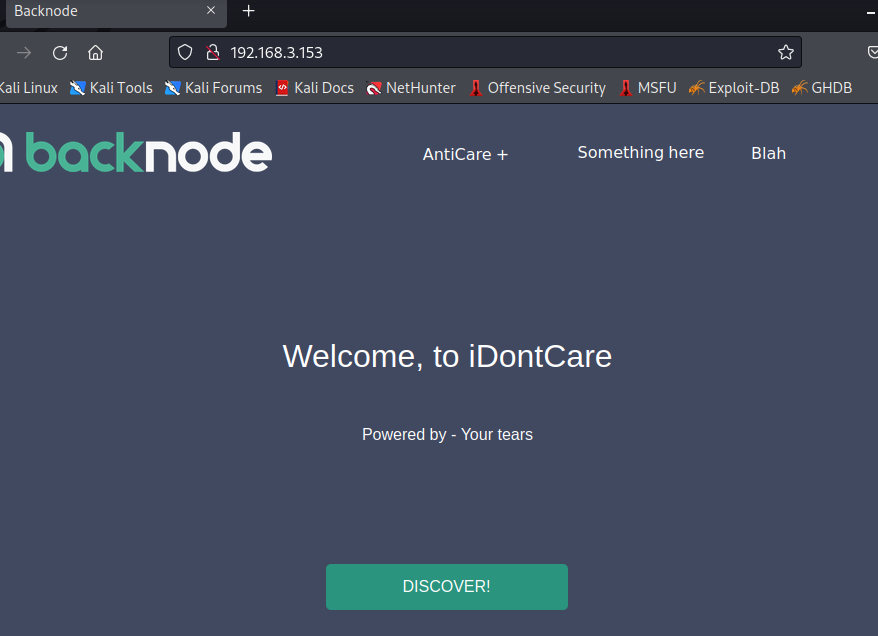 Backnode
192.168.3.153
Kali Linux Kali Tools Kali Forums Kali Docs NetHunter Offensive Security MSFU Exploit-DB GHDB
backnode AntiCare + Something here Blah
Welcome, to iDontCare
Powered by - Your tears
DISCOVER!